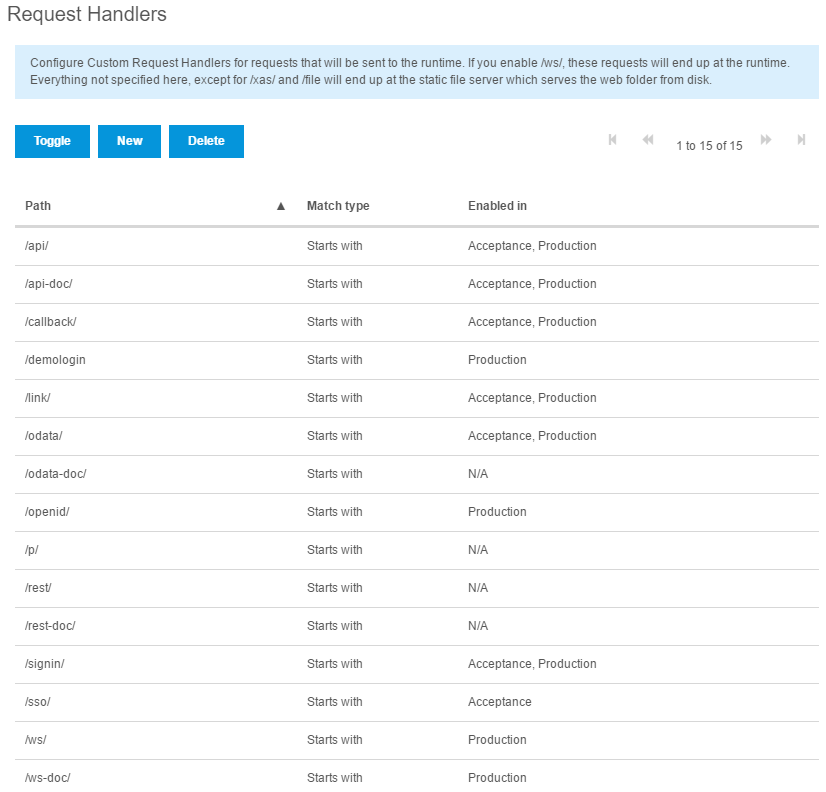 Request Handlers
Configure Custom Request Handlers for requests that will be sent to the runtime. If you enable /ws/, these requests will end up at the runtime.
Everything not specified here, except for /xas/ and /file will end up at the static file server which serves the web folder from disk.
Toggle New Delete 1 to 15 of 15
Path ▲ Match type Enabled in
/api/ Starts with Acceptance, Production
/api-doc/ Starts with Acceptance, Production
/callback/ Starts with Acceptance, Production
/demologin Starts with Production
/link/ Starts with Acceptance, Production
/odata/ Starts with Acceptance, Production
/odata-doc/ Starts with N/A
/openid/ Starts with Production
/p/ Starts with N/A
/rest/ Starts with N/A
/rest-doc/ Starts with N/A
/signin/ Starts with Acceptance, Production
/sso/ Starts with Acceptance
/ws/ Starts with Production
/ws-doc/ Starts with Production